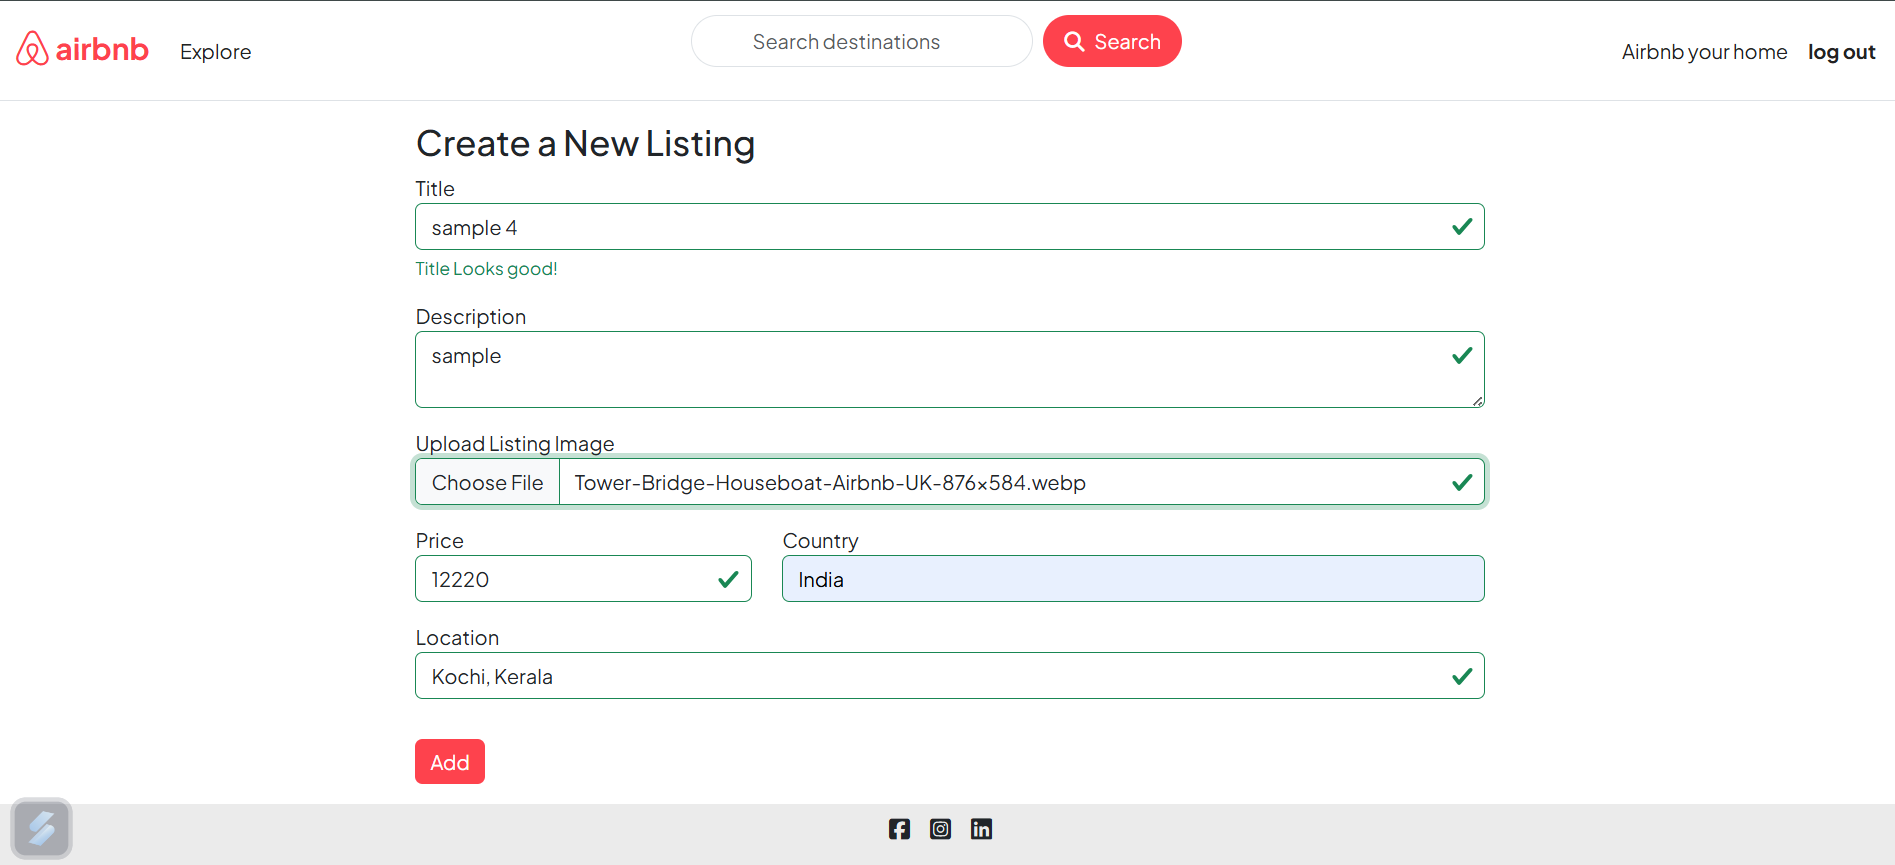 airbnb Explore Search destinations Search Airbnb your home log out
Create a New Listing
Title
sample 4
Title Looks good!
Description
sample
Upload Listing Image
Choose File Tower-Bridge-Houseboat-Airbnb-UK-876×584.webp
Price Country
12220 India
Location
Kochi, Kerala
Add